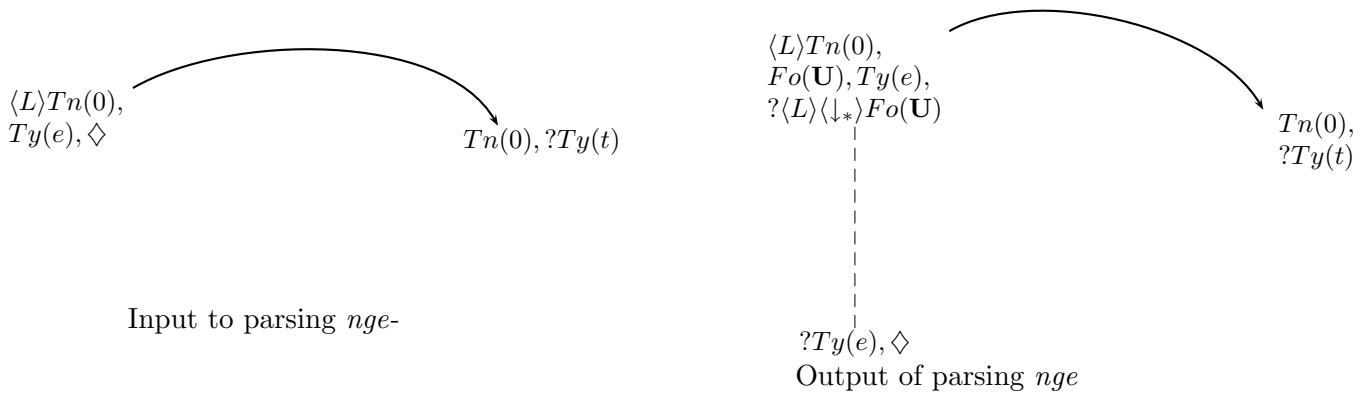 ⟨L⟩Tn(0),
Ty(e), ♢
Tn(0), ?Ty(t)
Input to parsing nge-
⟨L⟩Tn(0),
Fo(U), Ty(e),
?⟨L⟩⟨↓*⟩Fo(U)
Tn(0),
?Ty(t)
?Ty(e), ♢
Output of parsing nge